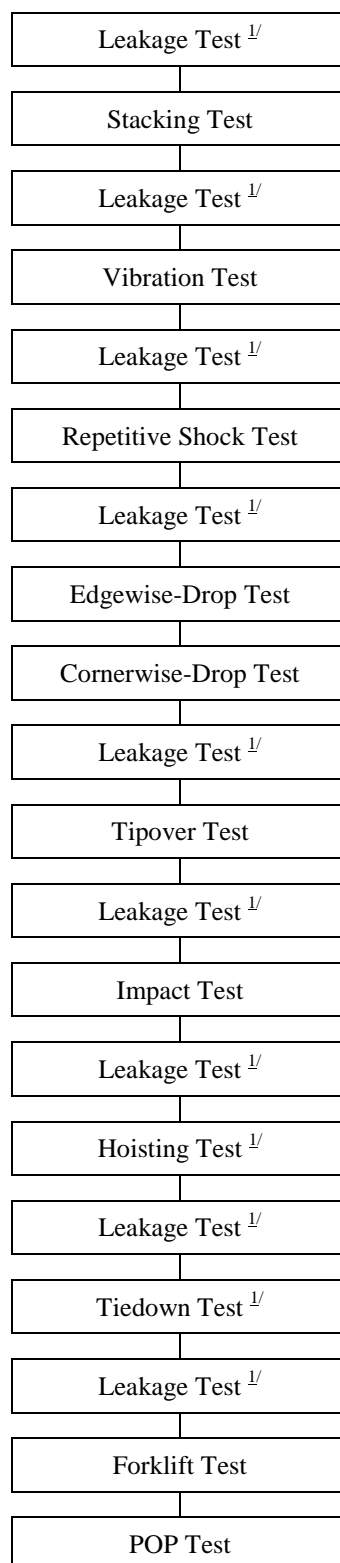 Leakage Test 1/
Stacking Test
Leakage Test 1/
Vibration Test
Leakage Test 1/
Repetitive Shock Test
Leakage Test 1/
Edgewise-Drop Test
Cornerwise-Drop Test
Leakage Test 1/
Tipover Test
Leakage Test 1/
Impact Test
Leakage Test 1/
Hoisting Test 1/
Leakage Test 1/
Tiedown Test 1/
Leakage Test 1/
Forklift Test
POP Test